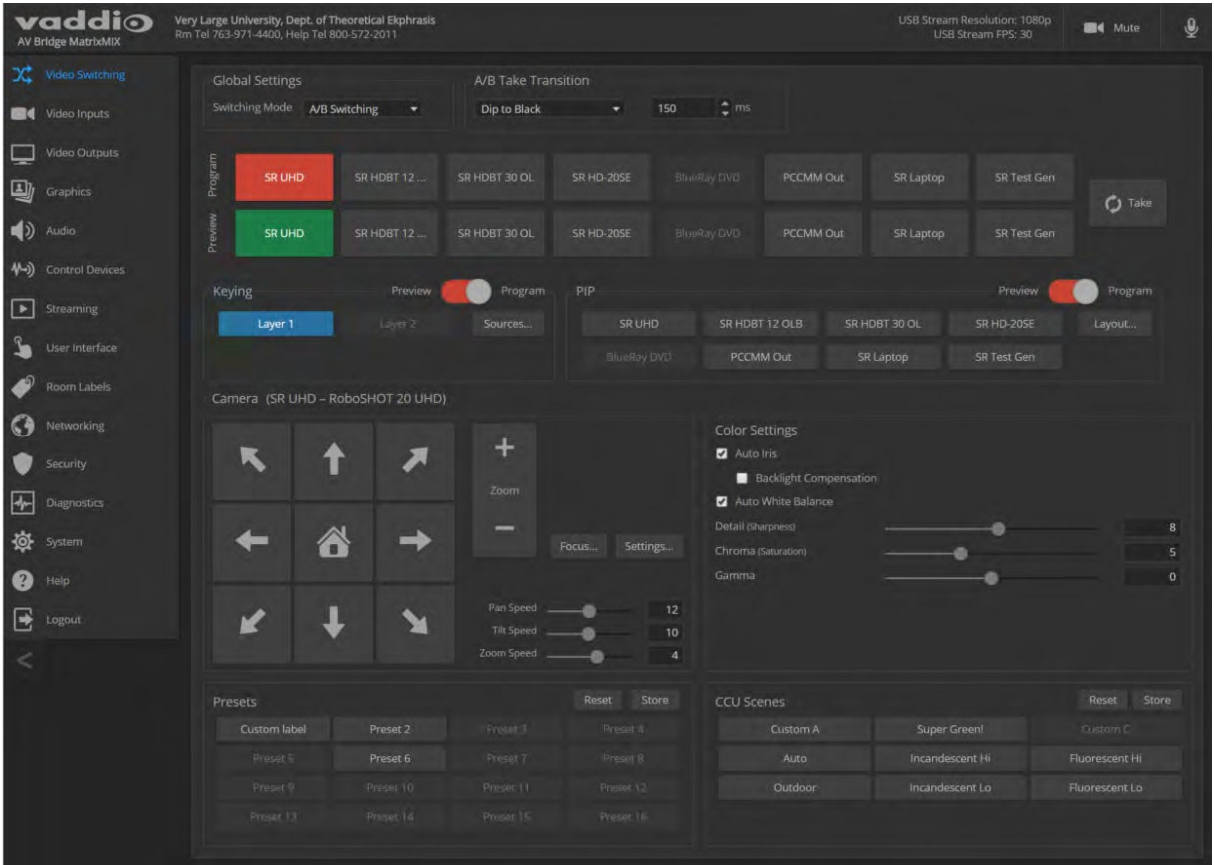 vaddio
AV Bridge MatrixMIX
Very Large University, Dept. of Theoretical Ekphrasis
Rm Tel 763-971-4400, Help Tel 800-572-2011
USB Stream Resolution: 1080p
USB Stream FPS: 30
Mute
Video Switching
Video Inputs
Video Outputs
Graphics
Audio
Control Devices
Streaming
User Interface
Room Labels
Networking
Security
Diagnostics
System
Help
Logout
Global Settings
Switching Mode A/B Switching
A/B Take Transition
Dip to Black 150 ms
Program
SR UHD SR HDBT 12 ... SR HDBT 30 OL SR HD-20SE BlueRay DVD PCCMM Out SR Laptop SR Test Gen
Preview
SR UHD SR HDBT 12 ... SR HDBT 30 OL SR HD-20SE BlueRay DVD PCCMM Out SR Laptop SR Test Gen
Take
Keying Preview Program
Layer 1 Layer 2 Sources...
PIP Preview Program
SR UHD SR HDBT 12 OLB SR HDBT 30 OL SR HD-20SE Layout...
BlueRay DVD PCCMM Out SR Laptop SR Test Gen
Camera (SR UHD – RoboSHOT 20 UHD)
Zoom
Focus... Settings...
Pan Speed 12
Tilt Speed 10
Zoom Speed 4
Color Settings
Auto Iris
Backlight Compensation
Auto White Balance
Detail (Sharpness) 8
Chroma (Saturation) 5
Gamma 0
Presets Reset Store
Custom label Preset 2 Preset 3 Preset 4
Preset 5 Preset 6 Preset 7 Preset 8
Preset 9 Preset 10 Preset 11 Preset 12
Preset 13 Preset 14 Preset 15 Preset 16
CCU Scenes Reset Store
Custom A Super Green! Custom C
Auto Incandescent Hi Fluorescent Hi
Outdoor Incandescent Lo Fluorescent Lo